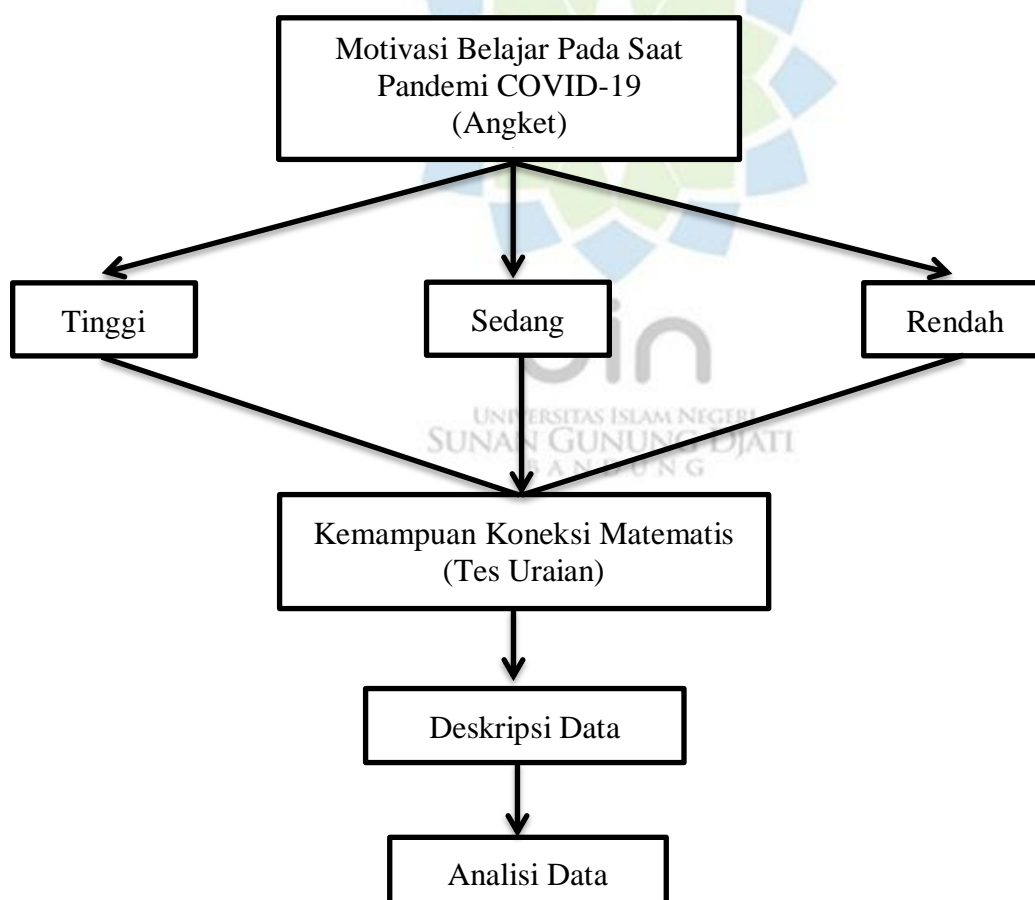 Motivasi Belajar Pada Saat
Pandemi COVID-19
(Angket)
Tinggi
Sedang
Rendah
uin
UNIVERSITAS ISLAM NEGERI
SUNAN GUNUNG DJATI
BANDUNG
Kemampuan Koneksi Matematis
(Tes Uraian)
Deskripsi Data
Analisi Data